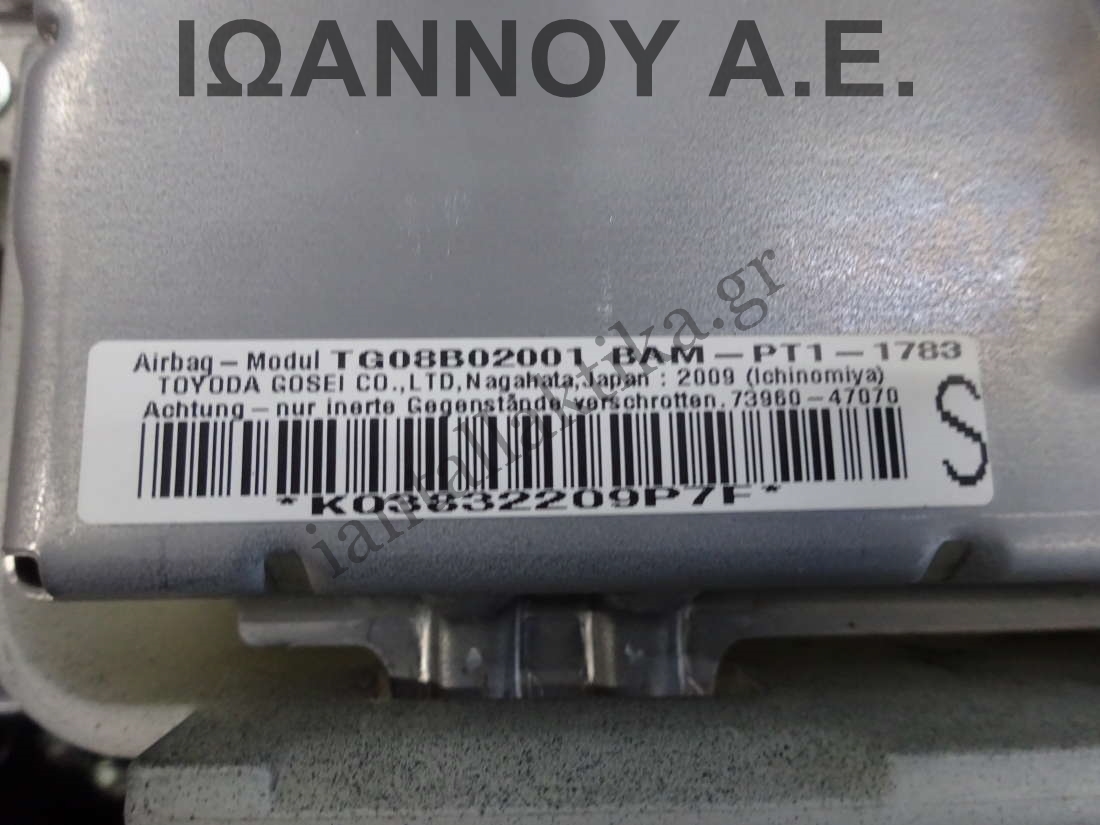 ΙΩΑΝΝΟΥ Α.Ε.
Airbag – Modul TG08B02001 BAM – PT1 – 1783
TOYODA GOSEI CO.,LTD,Nagahata,Japan : 2009 (Ichinomiya)
Achtung – nur inerte Gegenstände verschrotten. 73960 – 47070
S
*K03832209P7F*
iantallaktika.gr